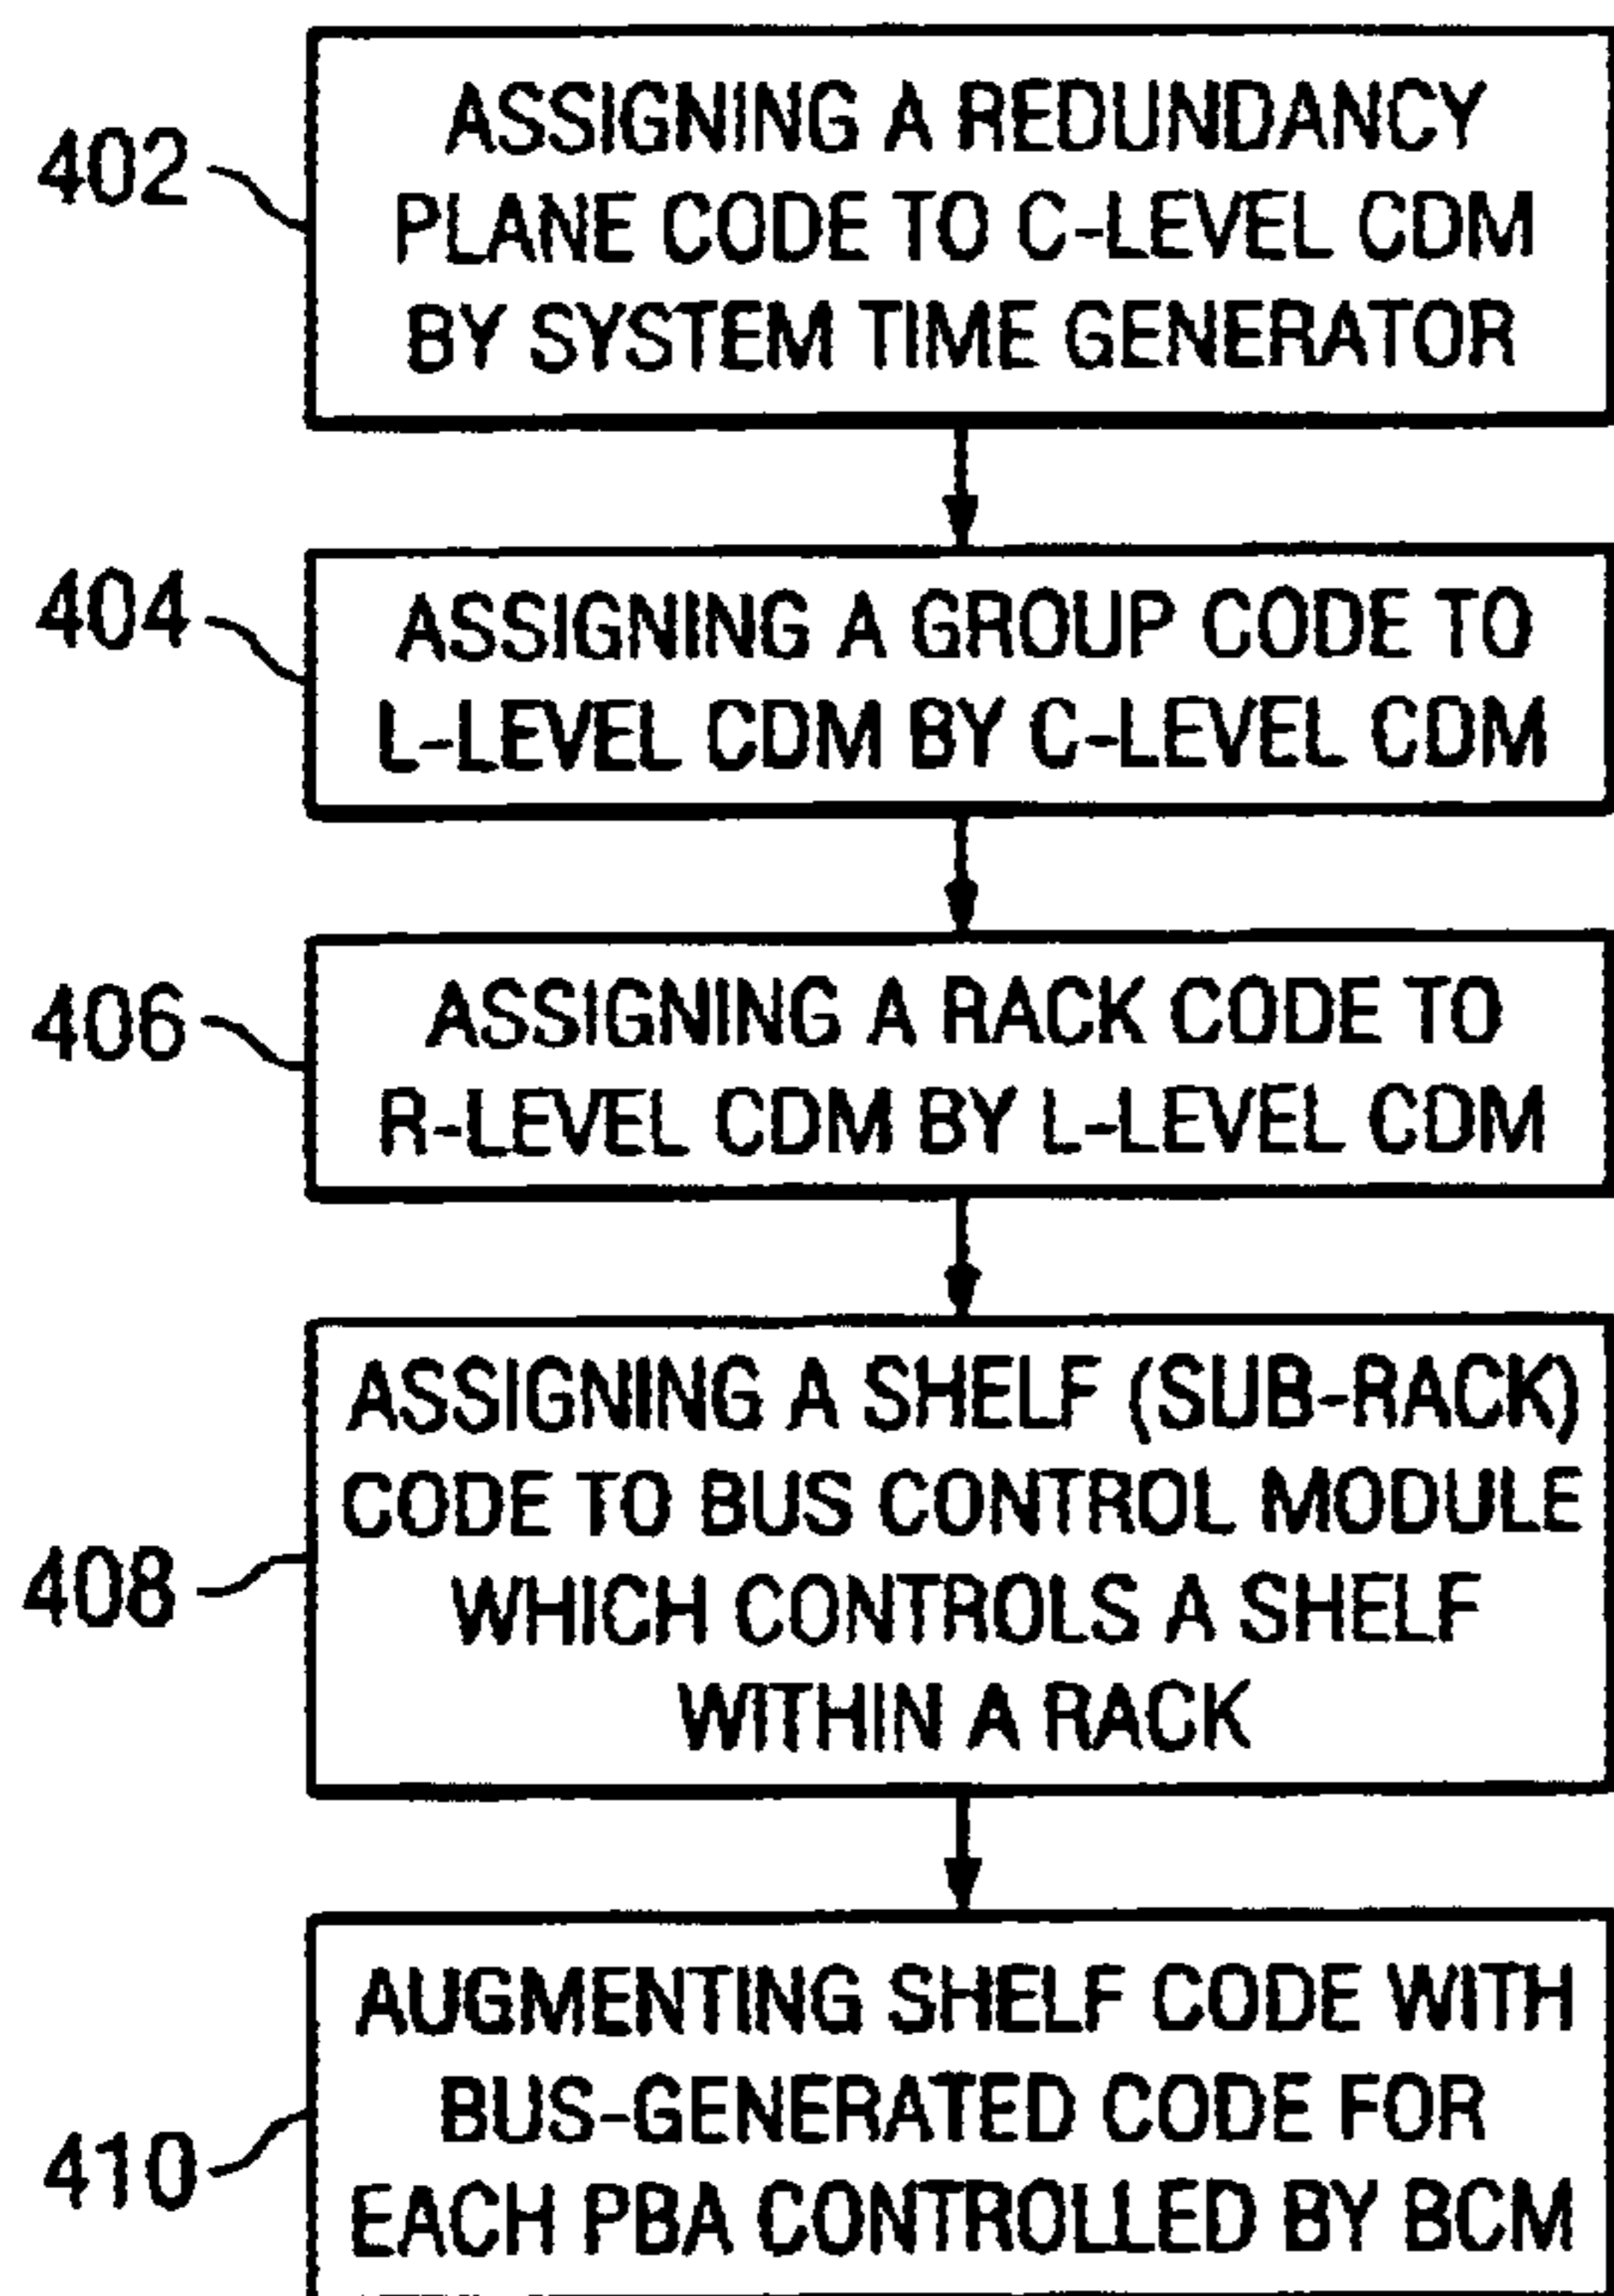 402
ASSIGNING A REDUNDANCY
PLANE CODE TO C-LEVEL CDM
BY SYSTEM TIME GENERATOR
404
ASSIGNING A GROUP CODE TO
L-LEVEL CDM BY C-LEVEL CDM
406
ASSIGNING A RACK CODE TO
R-LEVEL CDM BY L-LEVEL CDM
408
ASSIGNING A SHELF (SUB-RACK)
CODE TO BUS CONTROL MODULE
WHICH CONTROLS A SHELF
WITHIN A RACK
410
AUGMENTING SHELF CODE WITH
BUS-GENERATED CODE FOR
EACH PBA CONTROLLED BY BCM